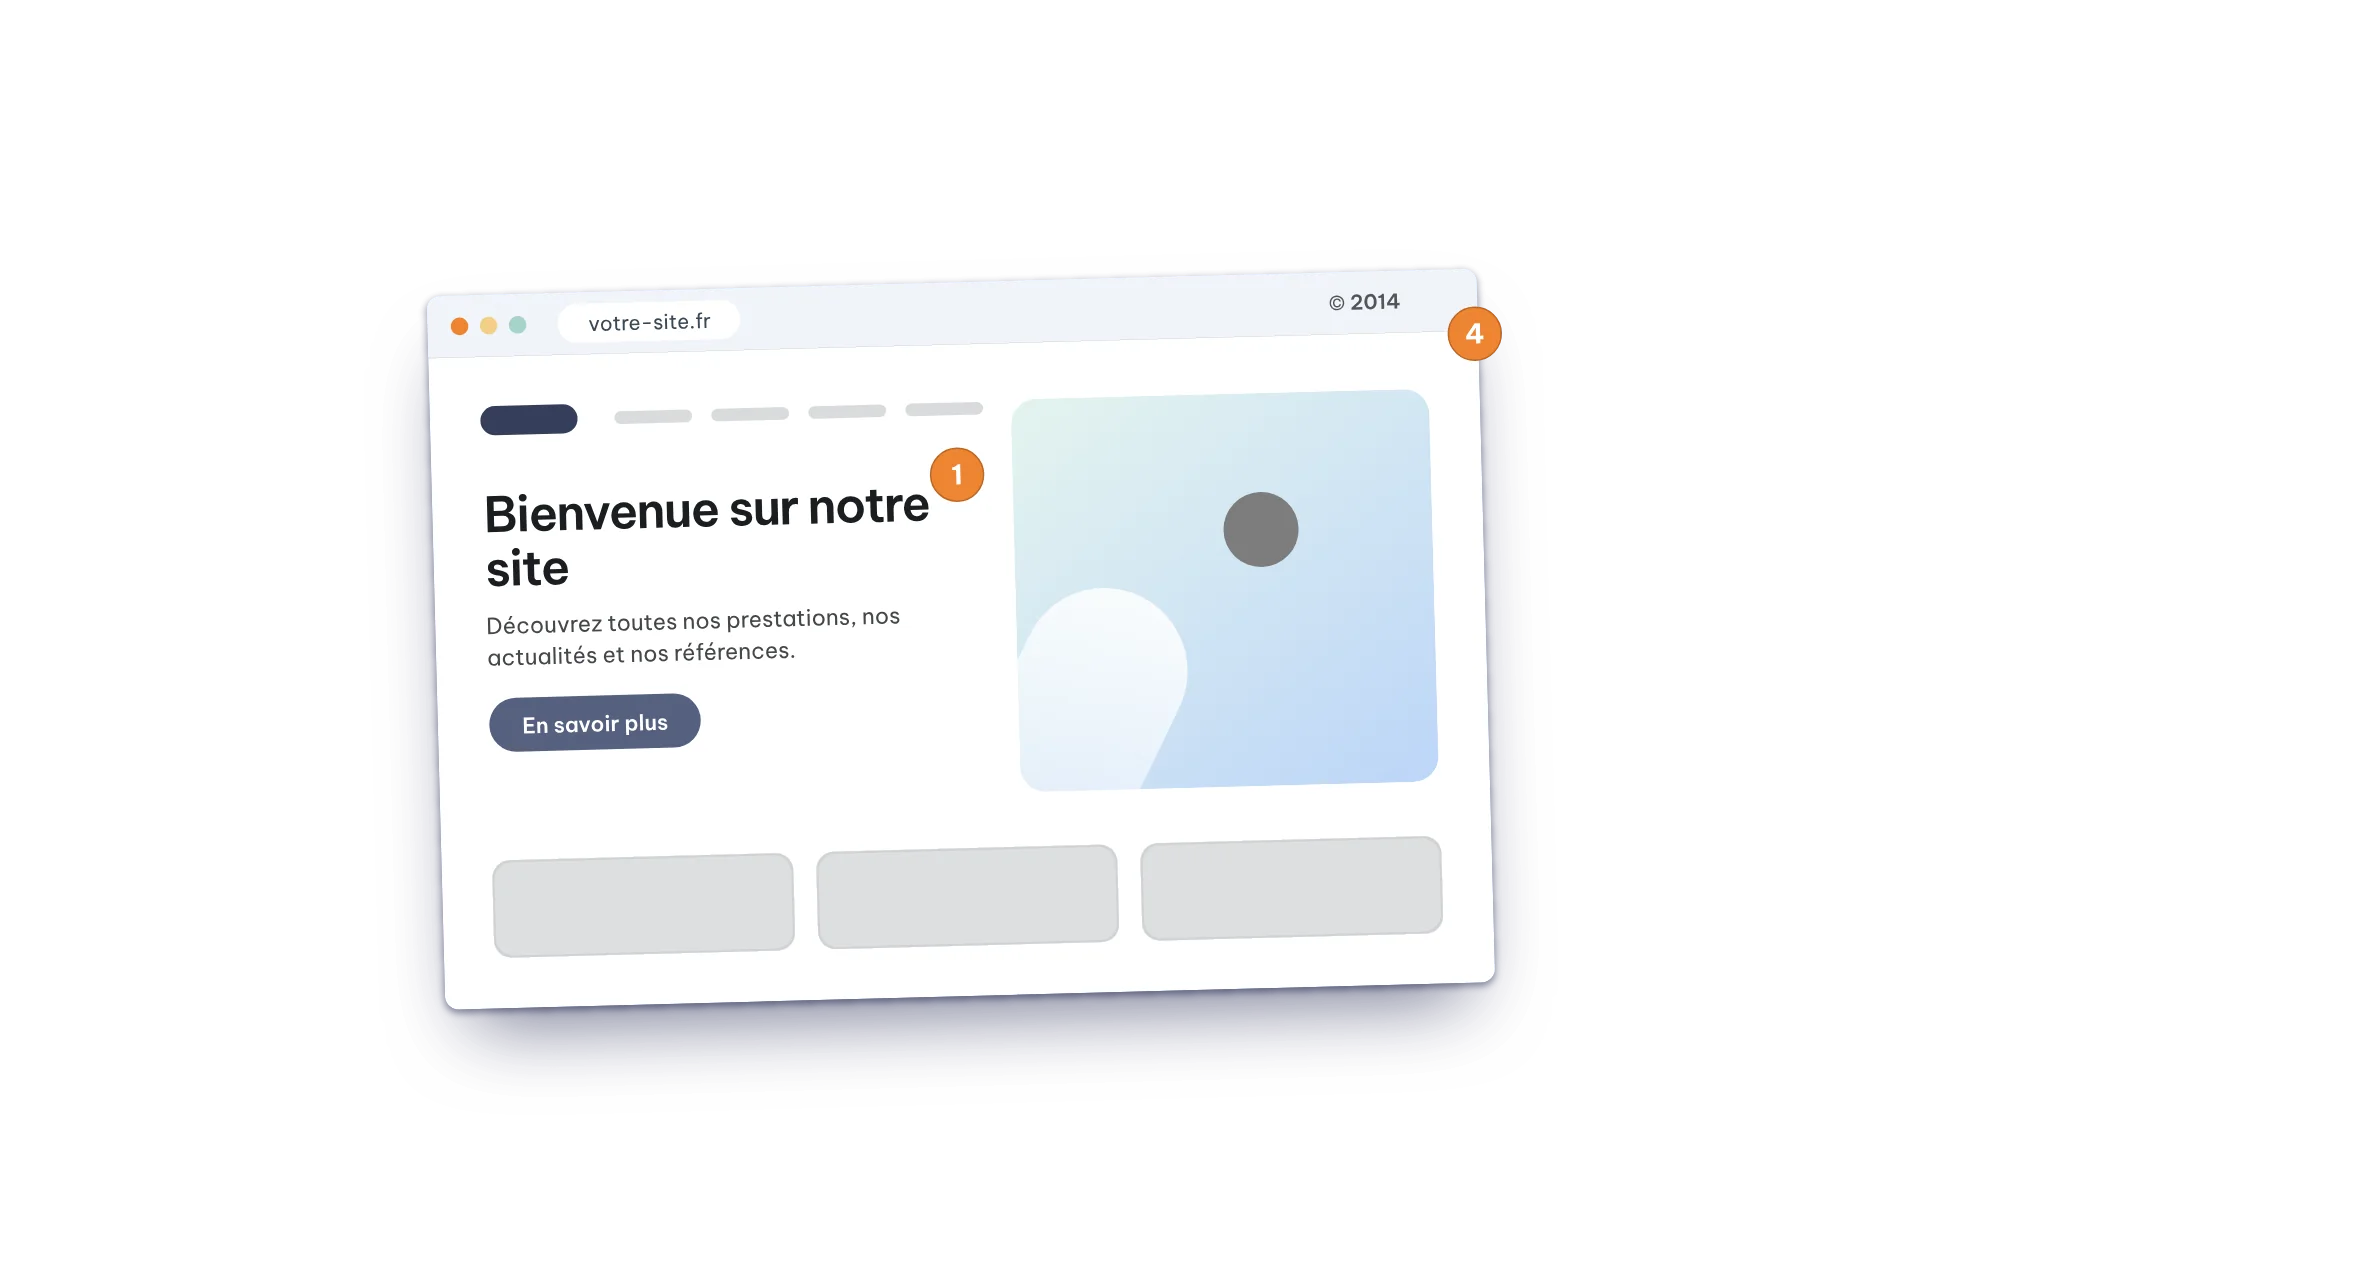 votre-site.fr
© 2014
4
1
Bienvenue sur notre
site
Découvrez toutes nos prestations, nos
actualités et nos références.
En savoir plus